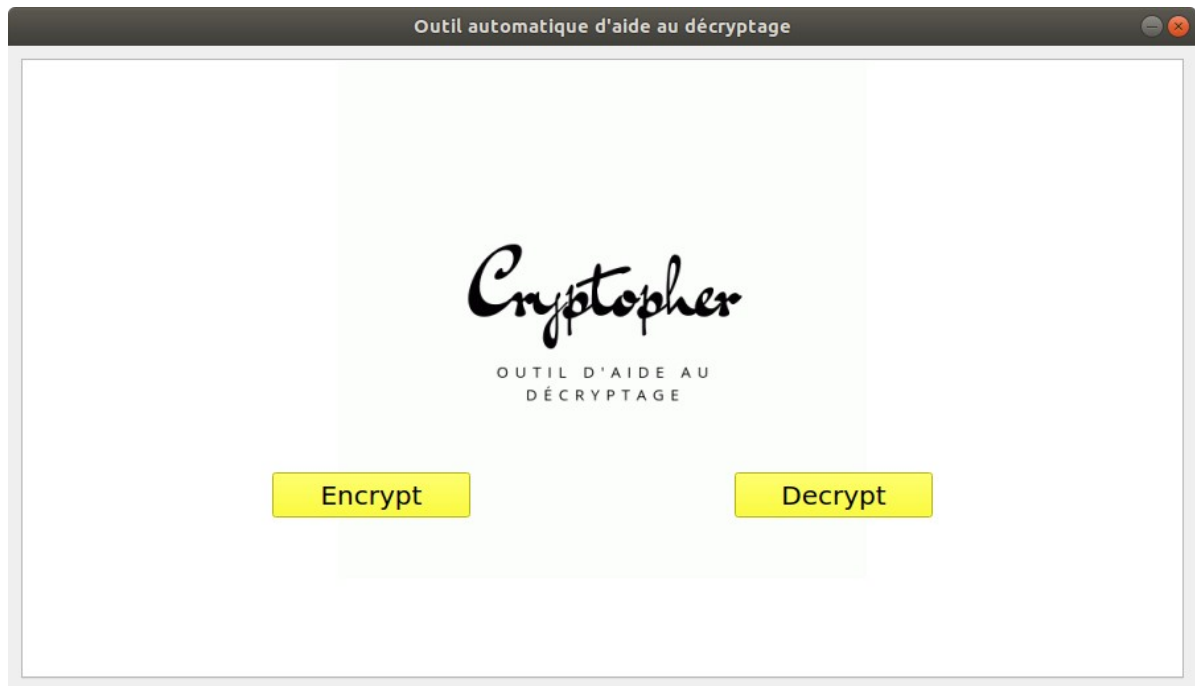 Outil automatique d'aide au décryptage
Cryptopher
OUTIL D'AIDE AU
DÉCRYPTAGE
Encrypt
Decrypt